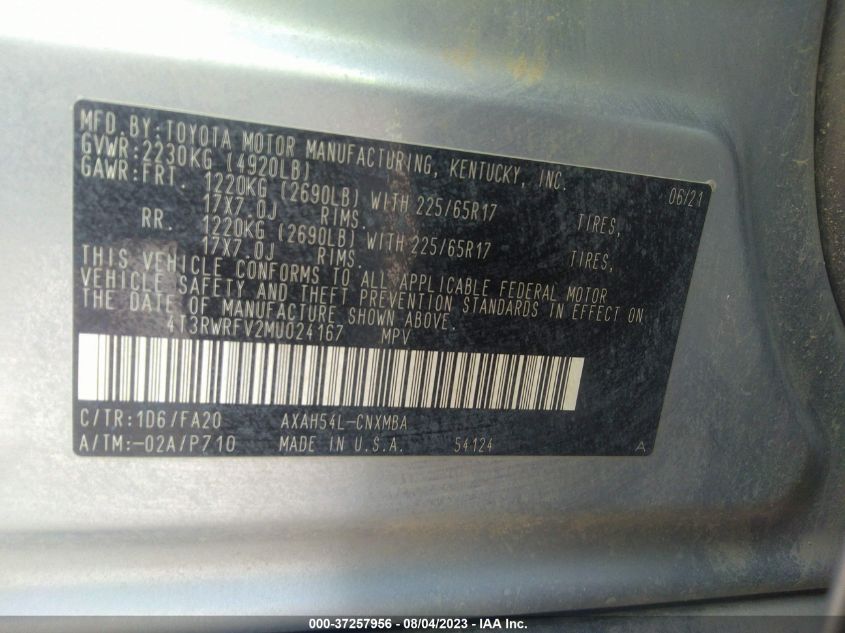 MFD.BY:TOYOTA MOTOR MANUFACTURING, KENTUCKY, INC.
GVWR:2230KG (4920LB) 06/21
GAWR:FRT. 1220KG (2690LB) WITH 225/65R17 TIRES,
17X7.0J RIMS.
RR. 1220KG (2690LB) WITH 225/65R17 TIRES,
17X7.0J RIMS.
THIS VEHICLE CONFORMS TO ALL APPLICABLE FEDERAL MOTOR
VEHICLE SAFETY AND THEFT PREVENTION STANDARDS IN EFFECT ON
THE DATE OF MANUFACTURE SHOWN ABOVE.
4T3RWRFV2MU024167 MPV
C/TR:1D6/FA20 AXAH54L-CNXMBA
A/TM:-02A/P710 MADE IN U.S.A. 54124 A
000-37257956 - 08/04/2023 - IAA Inc.